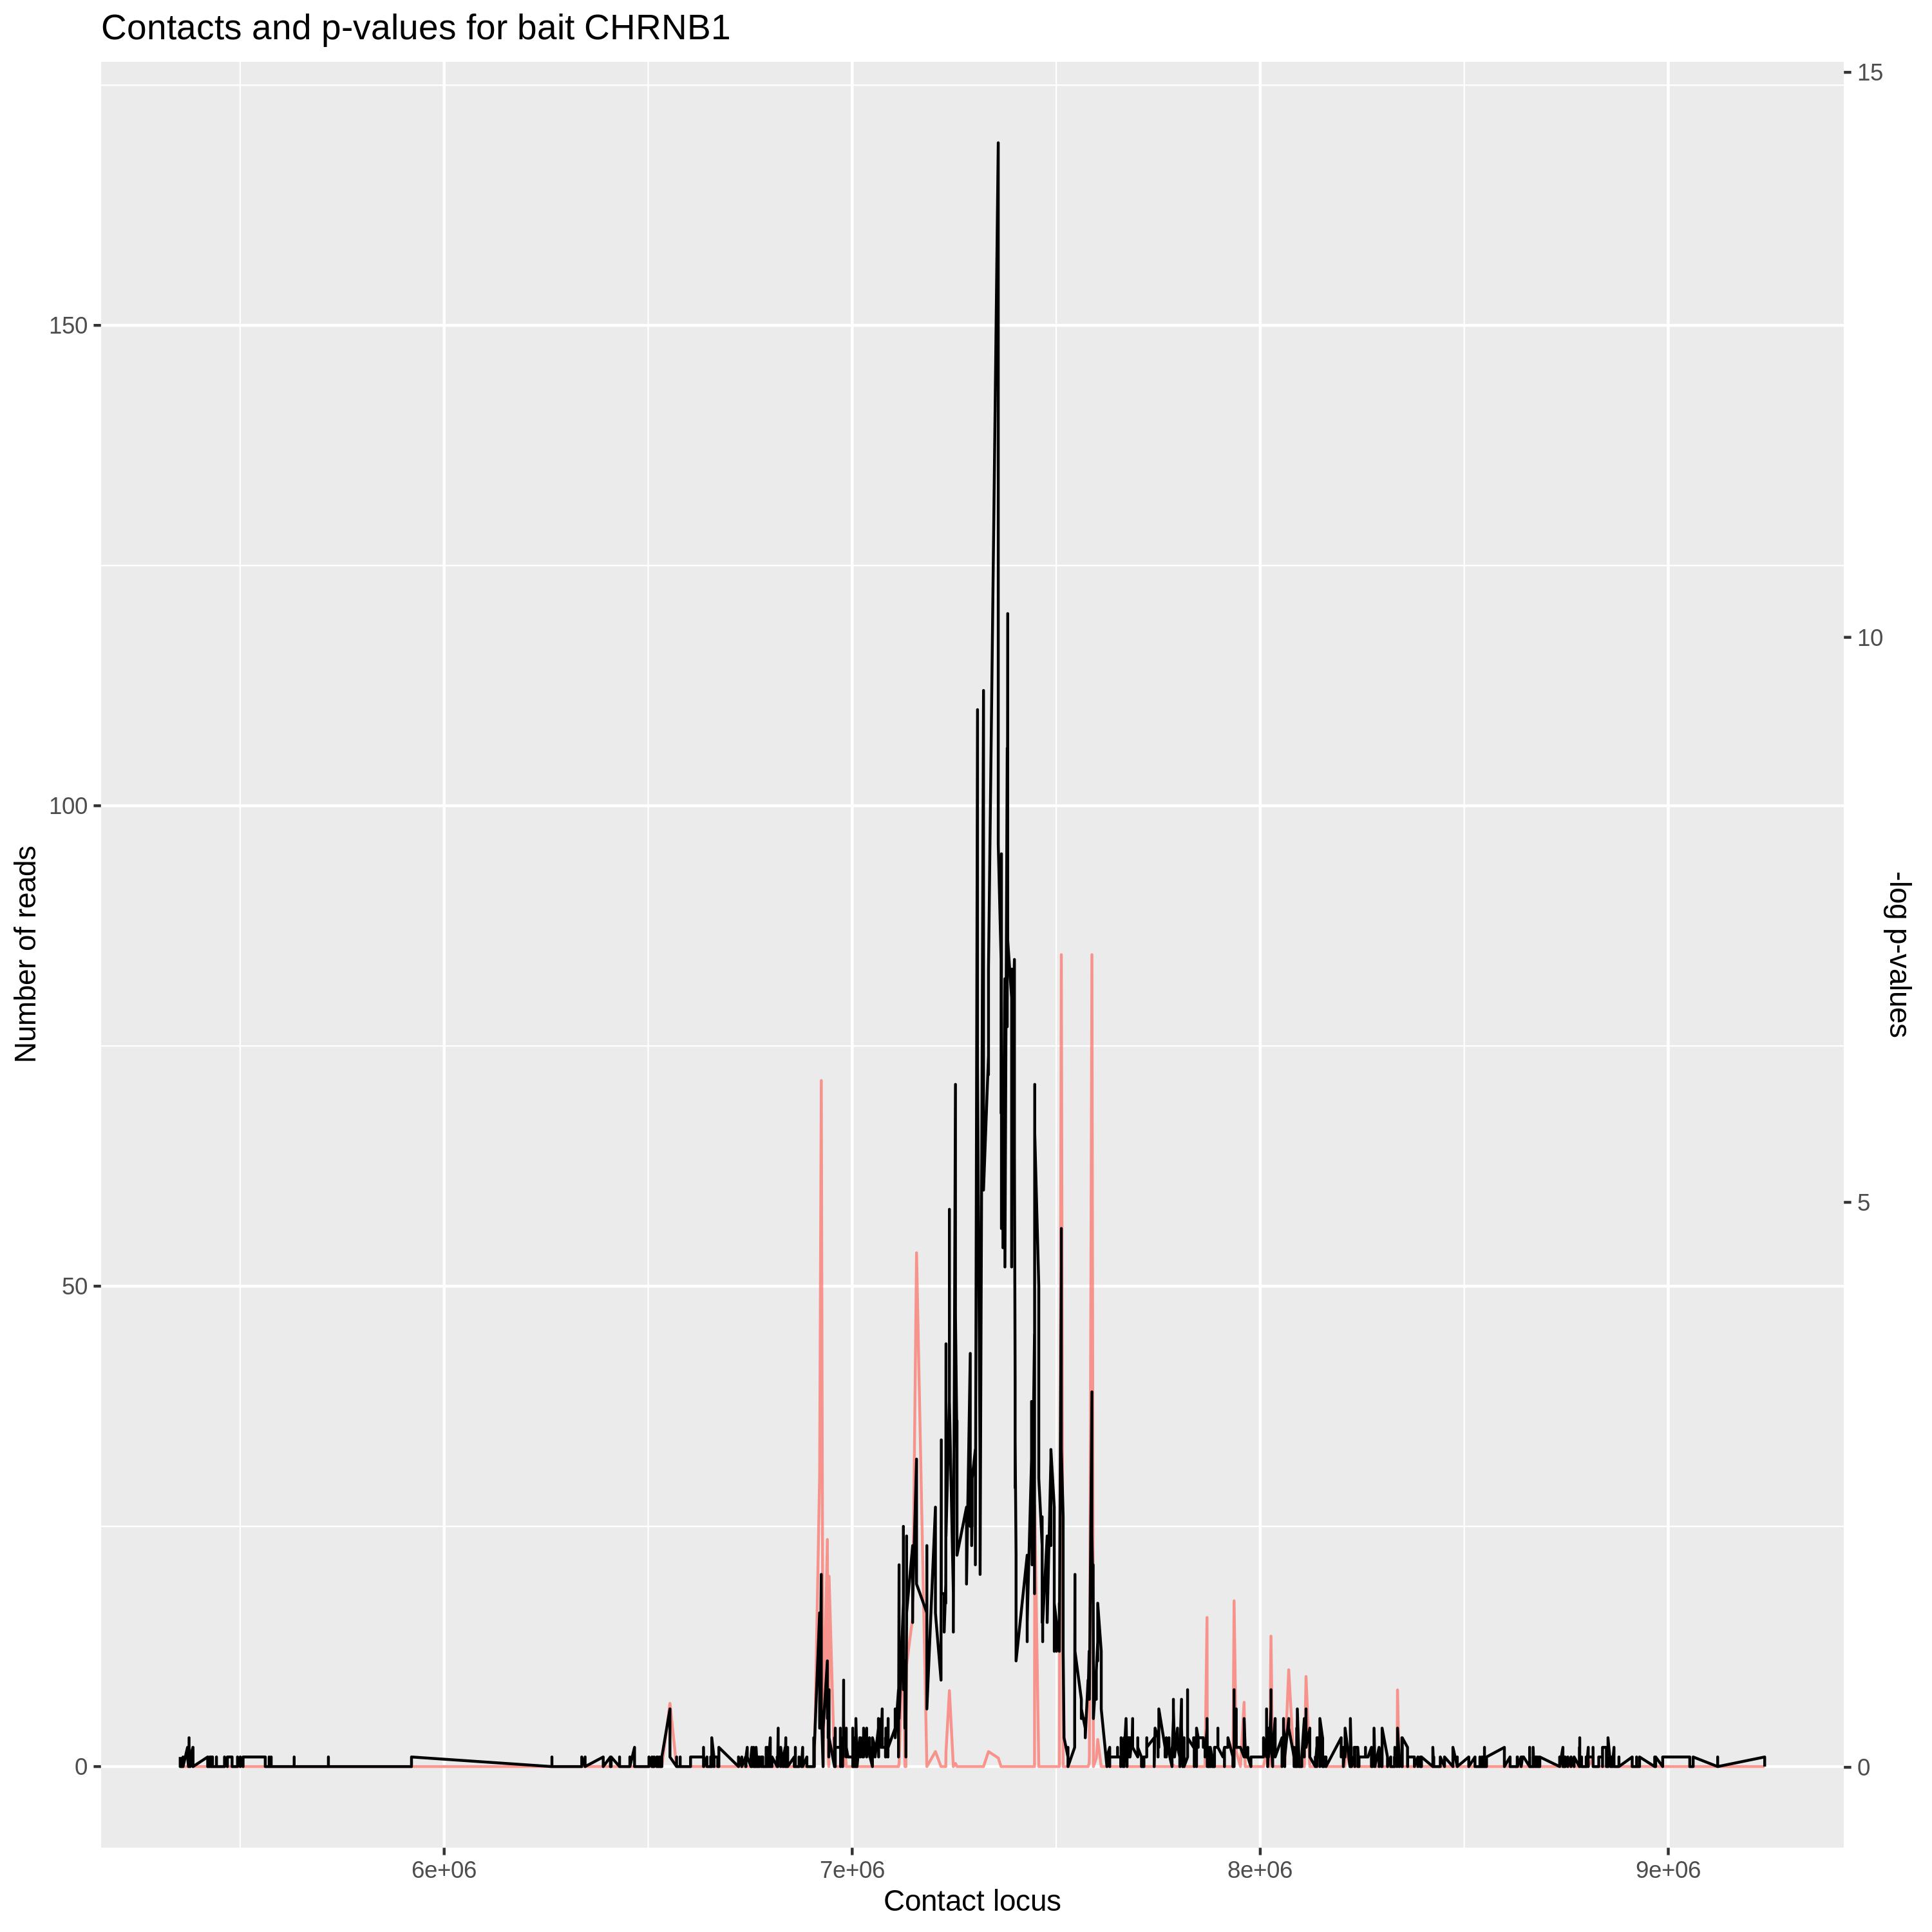 Contacts and p-values for bait CHRNB1
15
150
10
100
Number of reads
-log p-values
5
50
0
0
6e+06
7e+06
8e+06
9e+06
Contact locus